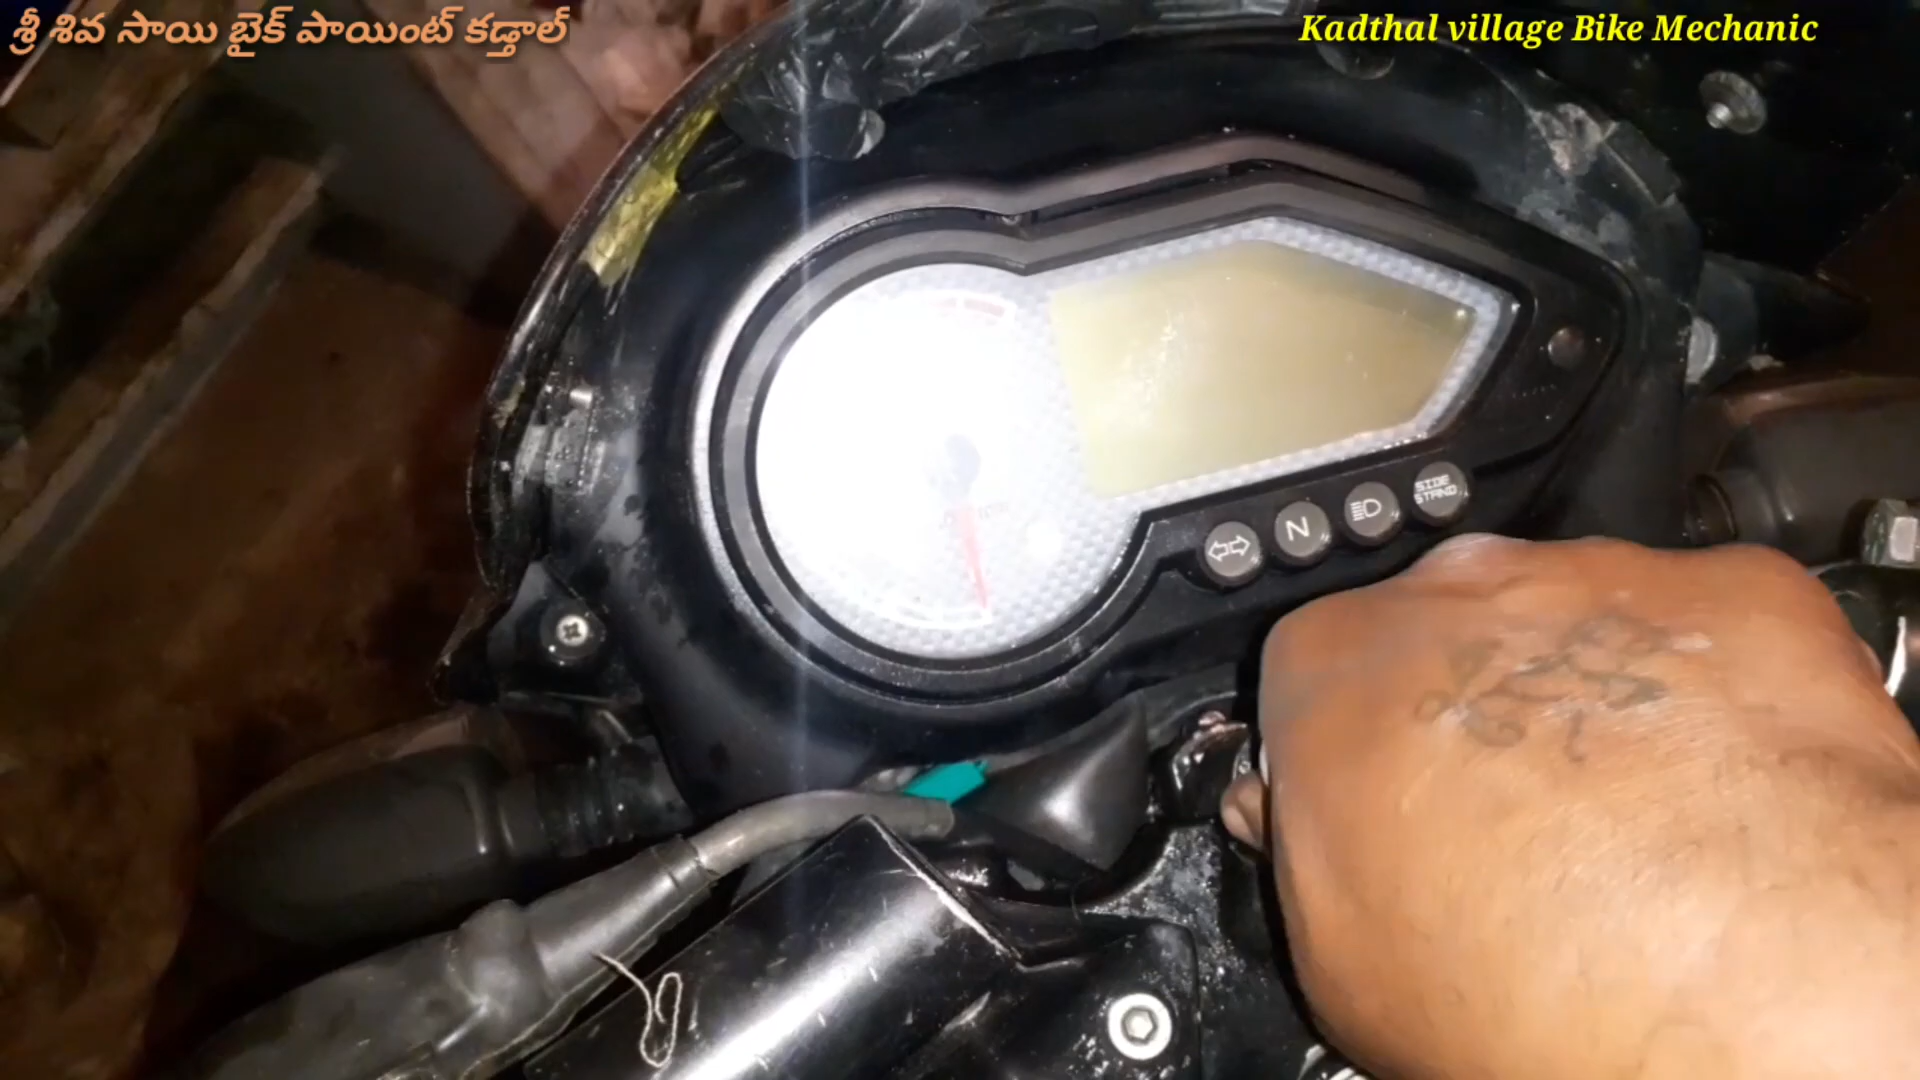 శ్రీ శివ సాయి బైక్ పాయింట్ కడ్తాల్
Kadthal village Bike Mechanic
N
SIDE
STAND